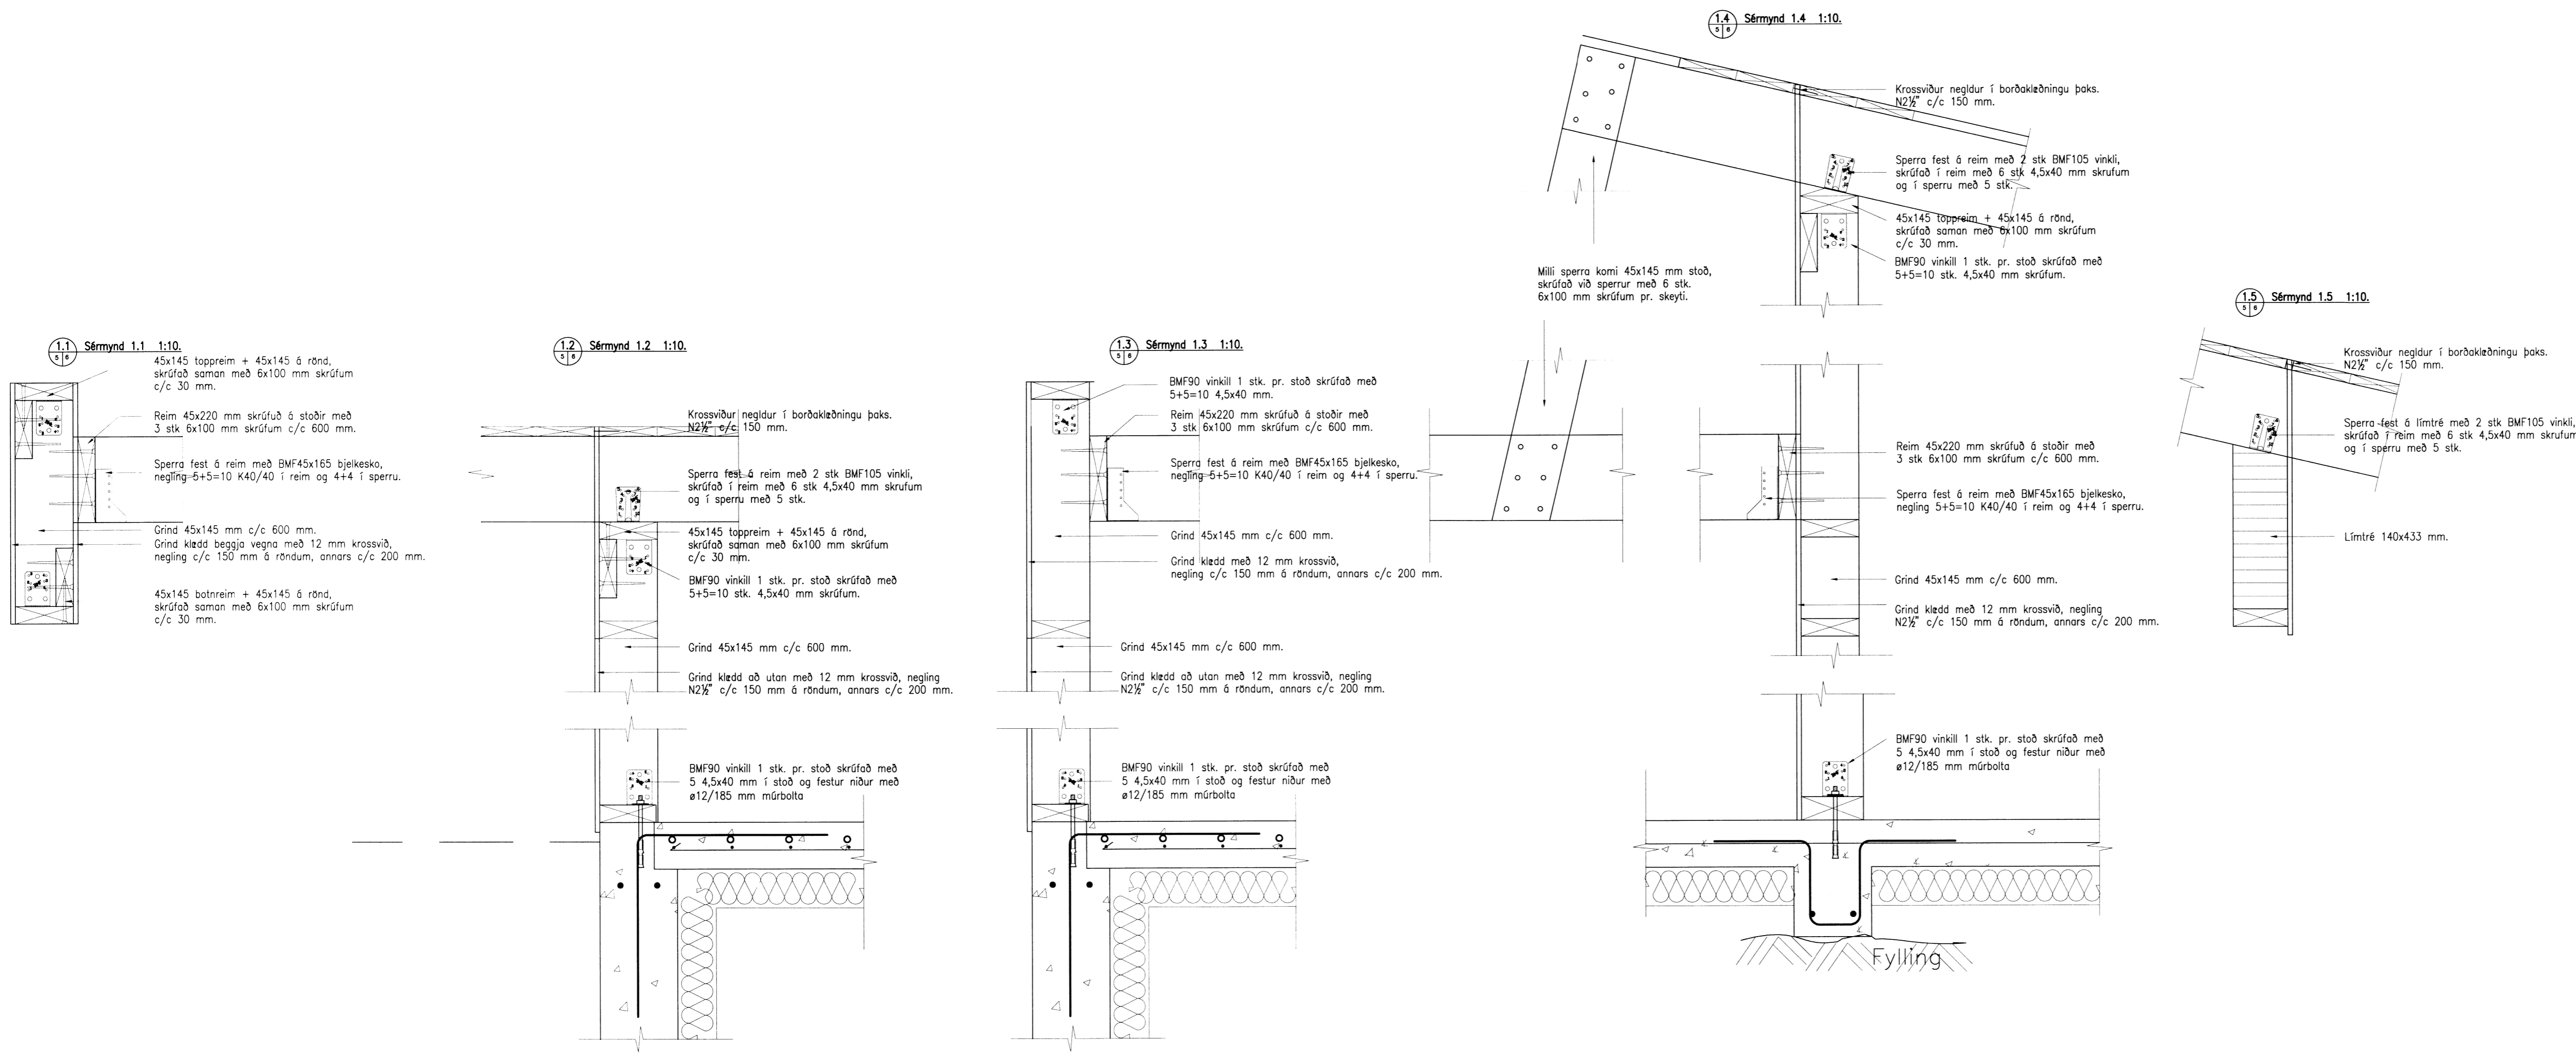 1.1
5 6
Sérmynd 1.1 1:10.
45x145 toppreim + 45x145 á rönd,
skrúfað saman með 6x100 mm skrúfum
c/c 30 mm.
Reim 45x220 mm skrúfuð á stoðir með
3 stk 6x100 mm skrúfum c/c 600 mm.
Sperra fest á reim með BMF45x165 bjelkesko,
negling 5+5=10 K40/40 í reim og 4+4 í sperru.
Grind 45x145 mm c/c 600 mm.
Grind klædd beggja vegna með 12 mm krossvið,
negling c/c 150 mm á röndum, annars c/c 200 mm.
45x145 botnreim + 45x145 á rönd,
skrúfað saman með 6x100 mm skrúfum
c/c 30 mm.
1.2
5 6
Sérmynd 1.2 1:10.
Krossviður negldur í borðaklæðningu þaks.
N2½" c/c 150 mm.
Sperra fest á reim með 2 stk BMF105 vinkli,
skrúfað í reim með 6 stk 4,5x40 mm skrufum
og í sperru með 5 stk.
45x145 toppreim + 45x145 á rönd,
skrúfað saman með 6x100 mm skrúfum
c/c 30 mm.
BMF90 vinkill 1 stk. pr. stoð skrúfað með
5+5=10 stk. 4,5x40 mm skrúfum.
Grind 45x145 mm c/c 600 mm.
Grind klædd að utan með 12 mm krossvið, negling
N2½" c/c 150 mm á röndum, annars c/c 200 mm.
BMF90 vinkill 1 stk. pr. stoð skrúfað með
5 4,5x40 mm í stoð og festur niður með
ø12/185 mm múrbolta
1.3
5 6
Sérmynd 1.3 1:10.
BMF90 vinkill 1 stk. pr. stoð skrúfað með
5+5=10 4,5x40 mm.
Reim 45x220 mm skrúfuð á stoðir með
3 stk 6x100 mm skrúfum c/c 600 mm.
Sperra fest á reim með BMF45x165 bjelkesko,
negling 5+5=10 K40/40 í reim og 4+4 í sperru.
Grind 45x145 mm c/c 600 mm.
Grind klædd með 12 mm krossvið,
negling c/c 150 mm á röndum, annars c/c 200 mm.
Grind 45x145 mm c/c 600 mm.
Grind klædd að utan með 12 mm krossvið, negling
N2½" c/c 150 mm á röndum, annars c/c 200 mm.
BMF90 vinkill 1 stk. pr. stoð skrúfað með
5 4,5x40 mm í stoð og festur niður með
ø12/185 mm múrbolta
1.4
5 6
Sérmynd 1.4 1:10.
Krossviður negldur í borðaklæðningu þaks.
N2½" c/c 150 mm.
Sperra fest á reim með 2 stk BMF105 vinkli,
skrúfað í reim með 6 stk 4,5x40 mm skrufum
og í sperru með 5 stk.
45x145 toppreim + 45x145 á rönd,
skrúfað saman með 6x100 mm skrúfum
c/c 30 mm.
BMF90 vinkill 1 stk. pr. stoð skrúfað með
5+5=10 stk. 4,5x40 mm skrúfum.
Milli sperra komi 45x145 mm stoð,
skrúfað við sperrur með 6 stk.
6x100 mm skrúfum pr. skeyti.
Reim 45x220 mm skrúfuð á stoðir með
3 stk 6x100 mm skrúfum c/c 600 mm.
Sperra fest á reim með BMF45x165 bjelkesko,
negling 5+5=10 K40/40 í reim og 4+4 í sperru.
Grind 45x145 mm c/c 600 mm.
Grind klædd með 12 mm krossvið, negling
N2½" c/c 150 mm á röndum, annars c/c 200 mm.
BMF90 vinkill 1 stk. pr. stoð skrúfað með
5 4,5x40 mm í stoð og festur niður með
ø12/185 mm múrbolta
Fylling
1.5
5 6
Sérmynd 1.5 1:10.
Krossviður negldur í borðaklæðningu þaks.
N2½" c/c 150 mm.
Sperra fest á límtré með 2 stk BMF105 vinkli,
skrúfað í reim með 6 stk 4,5x40 mm skrufum
og í sperru með 5 stk.
Límtré 140x433 mm.